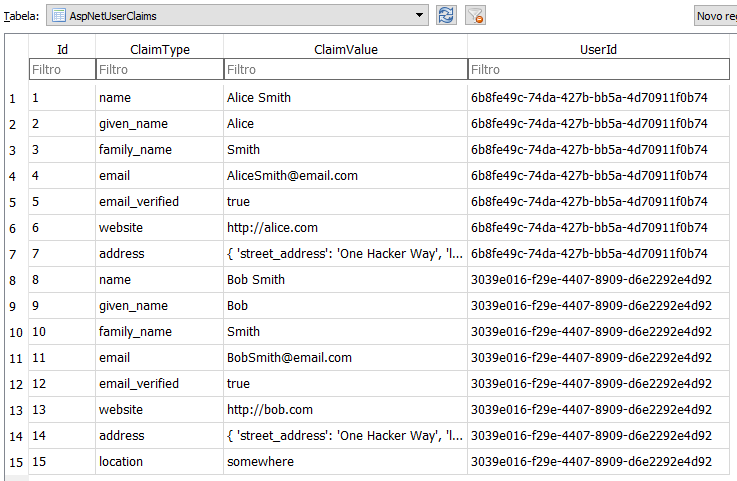 Tabela: AspNetUserClaims Novo re
Id ClaimType ClaimValue UserId
Filtro Filtro Filtro Filtro
1 1 name Alice Smith 6b8fe49c-74da-427b-bb5a-4d70911f0b74
2 2 given_name Alice 6b8fe49c-74da-427b-bb5a-4d70911f0b74
3 3 family_name Smith 6b8fe49c-74da-427b-bb5a-4d70911f0b74
4 4 email AliceSmith@email.com 6b8fe49c-74da-427b-bb5a-4d70911f0b74
5 5 email_verified true 6b8fe49c-74da-427b-bb5a-4d70911f0b74
6 6 website http://alice.com 6b8fe49c-74da-427b-bb5a-4d70911f0b74
7 7 address { 'street_address': 'One Hacker Way', 'l... 6b8fe49c-74da-427b-bb5a-4d70911f0b74
8 8 name Bob Smith 3039e016-f29e-4407-8909-d6e2292e4d92
9 9 given_name Bob 3039e016-f29e-4407-8909-d6e2292e4d92
10 10 family_name Smith 3039e016-f29e-4407-8909-d6e2292e4d92
11 11 email BobSmith@email.com 3039e016-f29e-4407-8909-d6e2292e4d92
12 12 email_verified true 3039e016-f29e-4407-8909-d6e2292e4d92
13 13 website http://bob.com 3039e016-f29e-4407-8909-d6e2292e4d92
14 14 address { 'street_address': 'One Hacker Way', 'l... 3039e016-f29e-4407-8909-d6e2292e4d92
15 15 location somewhere 3039e016-f29e-4407-8909-d6e2292e4d92